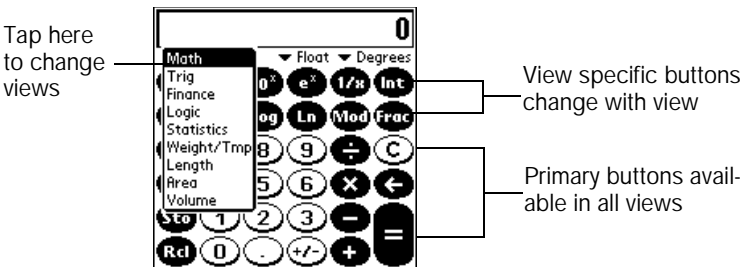 0
Tap here
to change
views
Math
▼ Float ▼ Degrees
Trig
Finance
Logic
Statistics
Weight/Tmp
Length
Area
Volume
eˣ 1/x Int
Ln Mod Frac
8 9 ÷ C
5 6 × ←
Sto 1 2 3 − =
Rcl 0 . +/- +
View specific buttons
change with view
Primary buttons avail-
able in all views